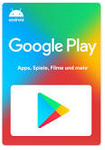 android
Google Play
Apps, Spiele, Filme und mehr